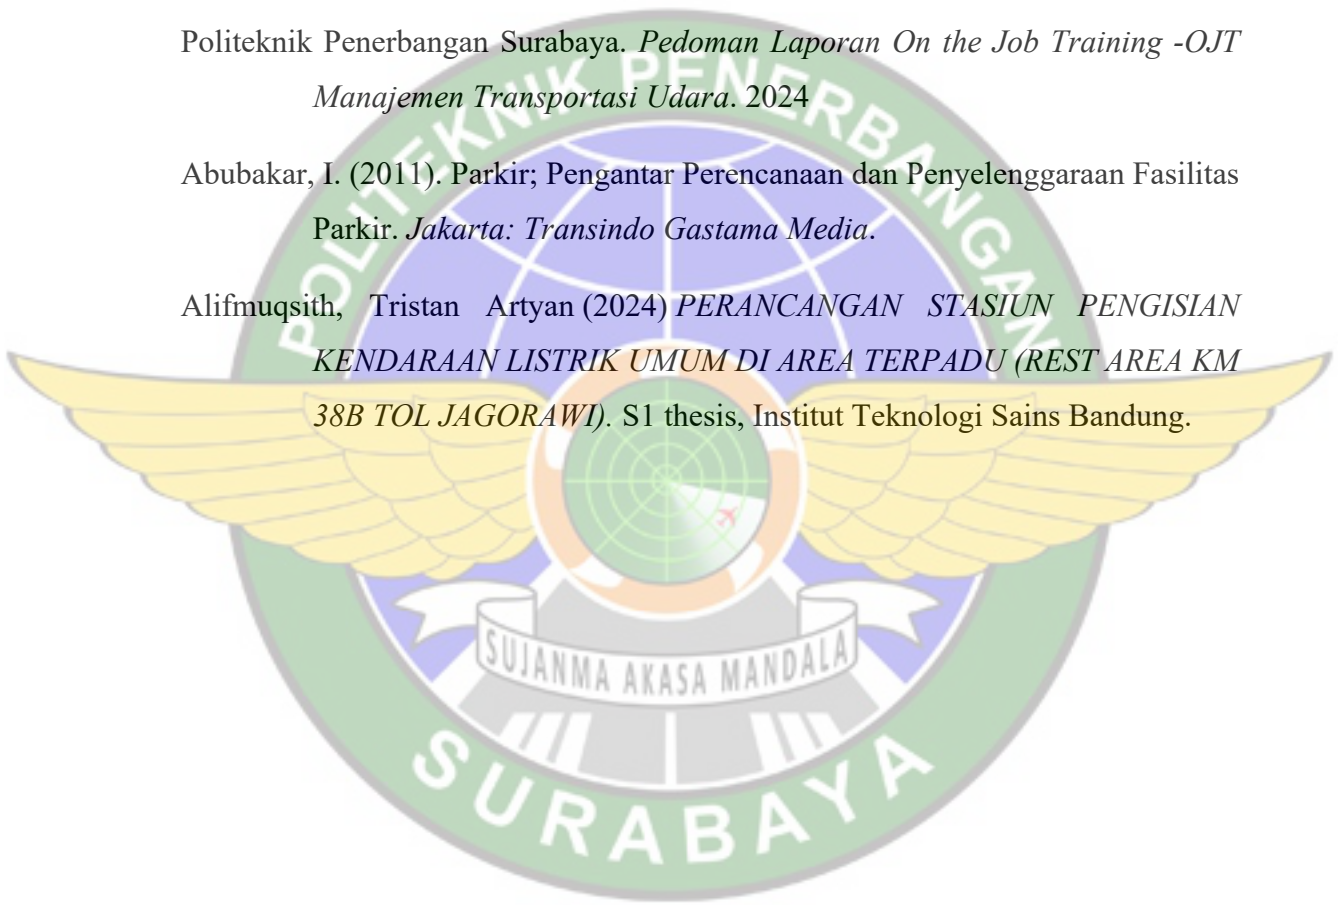 Politeknik Penerbangan Surabaya. Pedoman Laporan On the Job Training -OJT
Manajemen Transportasi Udara. 2024
Abubakar, I. (2011). Parkir; Pengantar Perencanaan dan Penyelenggaraan Fasilitas
Parkir. Jakarta: Transindo Gastama Media.
Alifmuqsith, Tristan Artyan (2024) PERANCANGAN STASIUN PENGISIAN
KENDARAAN LISTRIK UMUM DI AREA TERPADU (REST AREA KM
38B TOL JAGORAWI). S1 thesis, Institut Teknologi Sains Bandung.
POLITEKNIK PENERBANGAN
SUJANMA AKASA MANDALA
SURABAYA